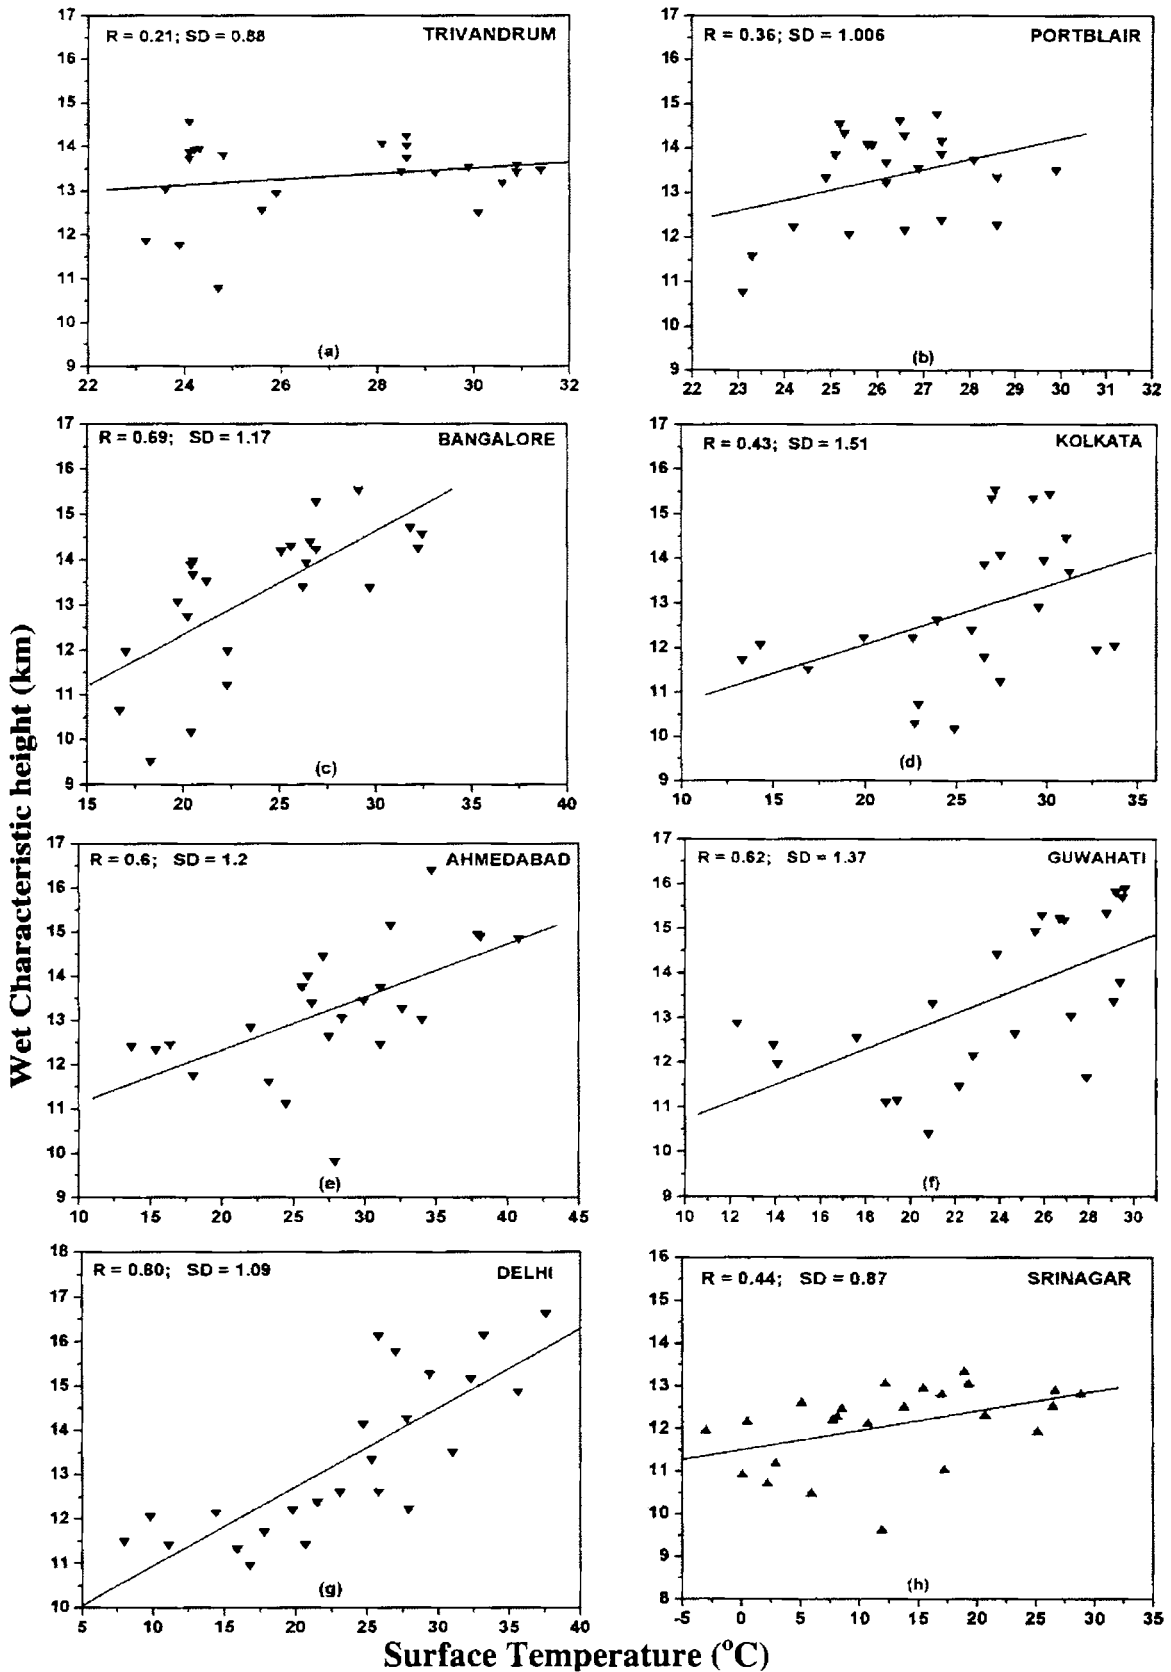 R = 0.21; SD = 0.88 TRIVANDRUM
17
16
15
14
13
12
11
10
9
(a)
22 24 26 28 30 32
R = 0.36; SD = 1.006 PORTBLAIR
17
16
15
14
13
12
11
10
9
(b)
22 23 24 25 26 27 28 29 30 31 32
R = 0.69; SD = 1.17 BANGALORE
17
16
15
14
13
12
11
10
9
(c)
15 20 25 30 35 40
R = 0.43; SD = 1.51 KOLKATA
17
16
15
14
13
12
11
10
9
(d)
10 15 20 25 30 35
Wet Characteristic height (km)
R = 0.6; SD = 1.2 AHMEDABAD
17
16
15
14
13
12
11
10
9
(e)
10 15 20 25 30 35 40 45
R = 0.62; SD = 1.37 GUWAHATI
17
16
15
14
13
12
11
10
9
(f)
10 12 14 16 18 20 22 24 26 28 30
R = 0.80; SD = 1.09 DELHI
18
17
16
15
14
13
12
11
10
(g)
5 10 15 20 25 30 35 40
R = 0.44; SD = 0.87 SRINAGAR
16
15
14
13
12
11
10
9
8
(h)
-5 0 5 10 15 20 25 30 35
Surface Temperature (°C)